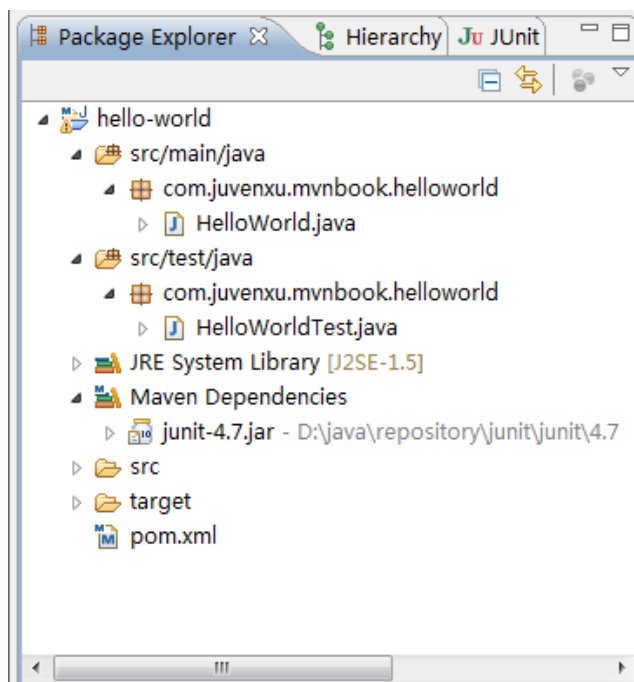 Package Explorer Hierarchy JU JUnit
hello-world
src/main/java
com.juvenxu.mvnbook.helloworld
HelloWorld.java
src/test/java
com.juvenxu.mvnbook.helloworld
HelloWorldTest.java
JRE System Library [J2SE-1.5]
Maven Dependencies
junit-4.7.jar - D:\java\repository\junit\junit\4.7
src
target
pom.xml